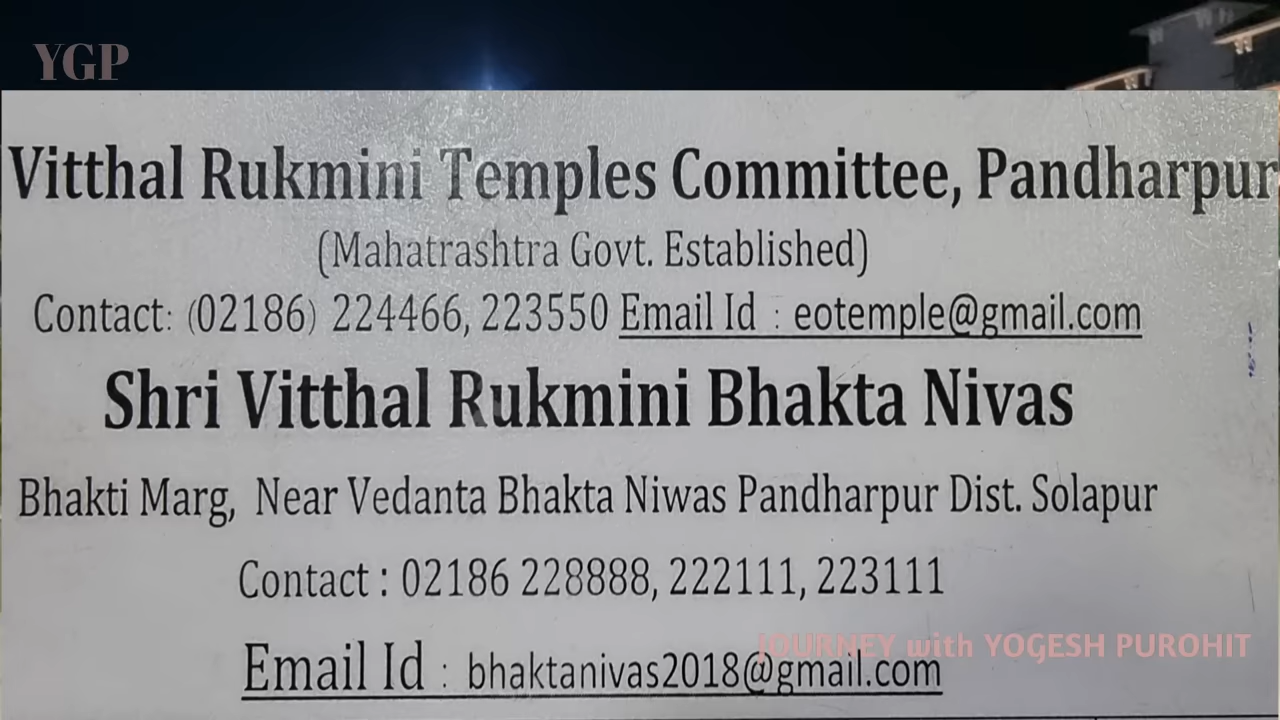 YGP
Vitthal Rukmini Temples Committee, Pandharpur
(Mahatrashtra Govt. Established)
Contact: (02186) 224466, 223550 Email Id : eotemple@gmail.com
Shri Vitthal Rukmini Bhakta Nivas
Bhakti Marg, Near Vedanta Bhakta Niwas Pandharpur Dist. Solapur
Contact : 02186 228888, 222111, 223111
JOURNEY with YOGESH PUROHIT
Email Id : bhaktanivas2018@gmail.com